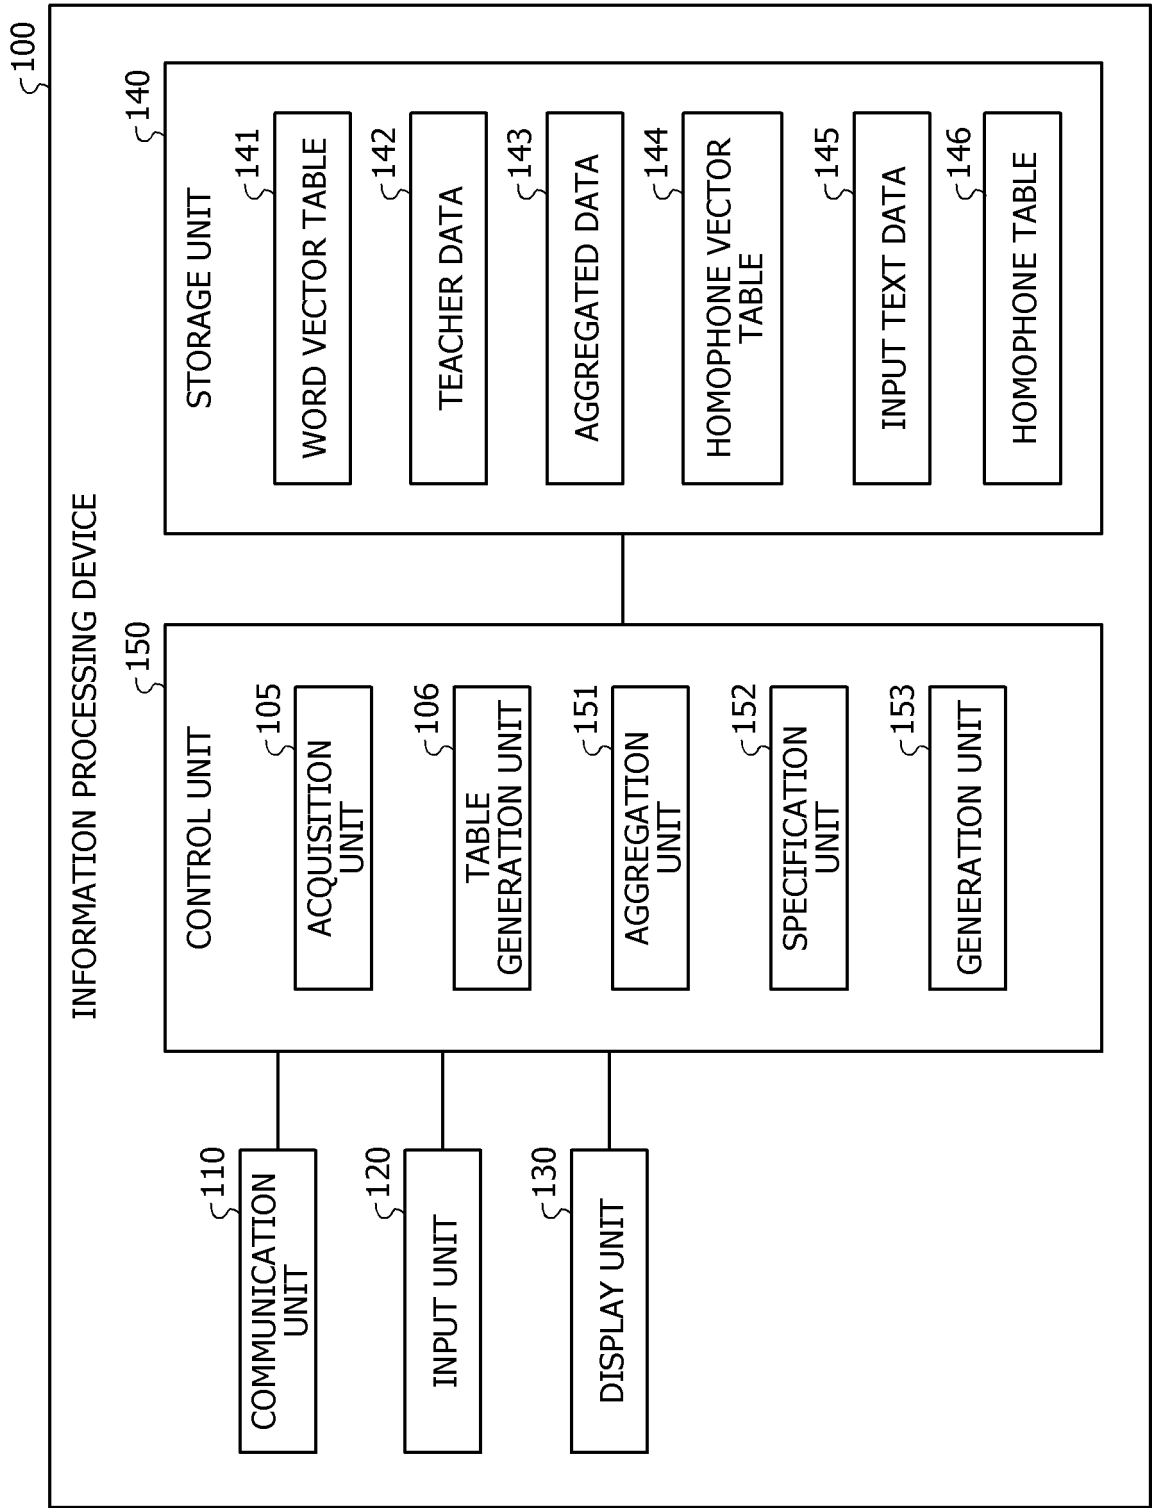 100
INFORMATION PROCESSING DEVICE
110
COMMUNICATION
UNIT
120
INPUT UNIT
130
DISPLAY UNIT
150
CONTROL UNIT
105
ACQUISITION
UNIT
106
TABLE
GENERATION UNIT
151
AGGREGATION
UNIT
152
SPECIFICATION
UNIT
153
GENERATION UNIT
140
STORAGE UNIT
141
WORD VECTOR TABLE
142
TEACHER DATA
143
AGGREGATED DATA
144
HOMOPHONE VECTOR
TABLE
145
INPUT TEXT DATA
146
HOMOPHONE TABLE